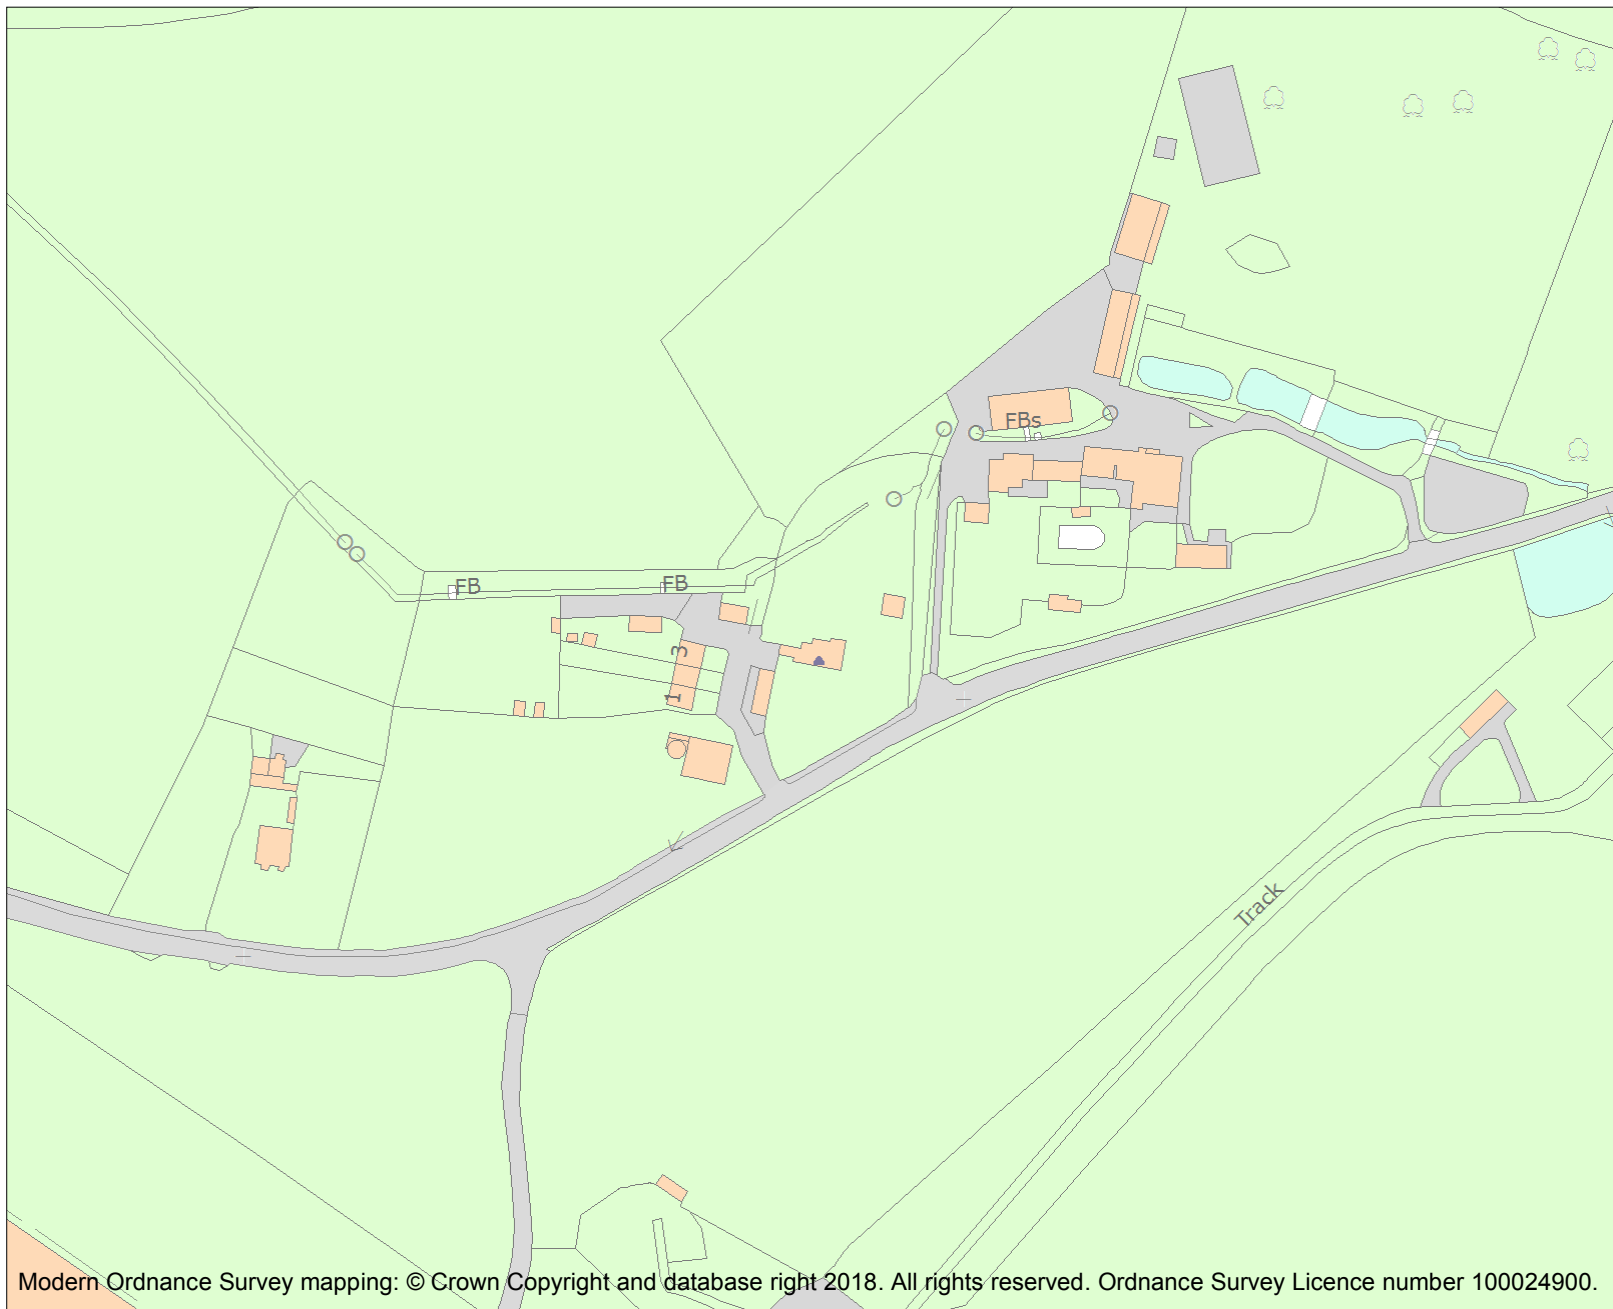 FBs
FB
FB
3
1
Track
Modern Ordnance Survey mapping: © Crown Copyright and database right 2018. All rights reserved. Ordnance Survey Licence number 100024900.